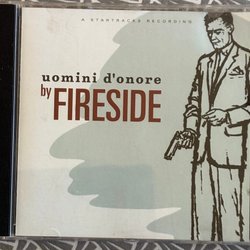 A STARTRACKS RECORDING
uomini d'onore
by FIRESIDE